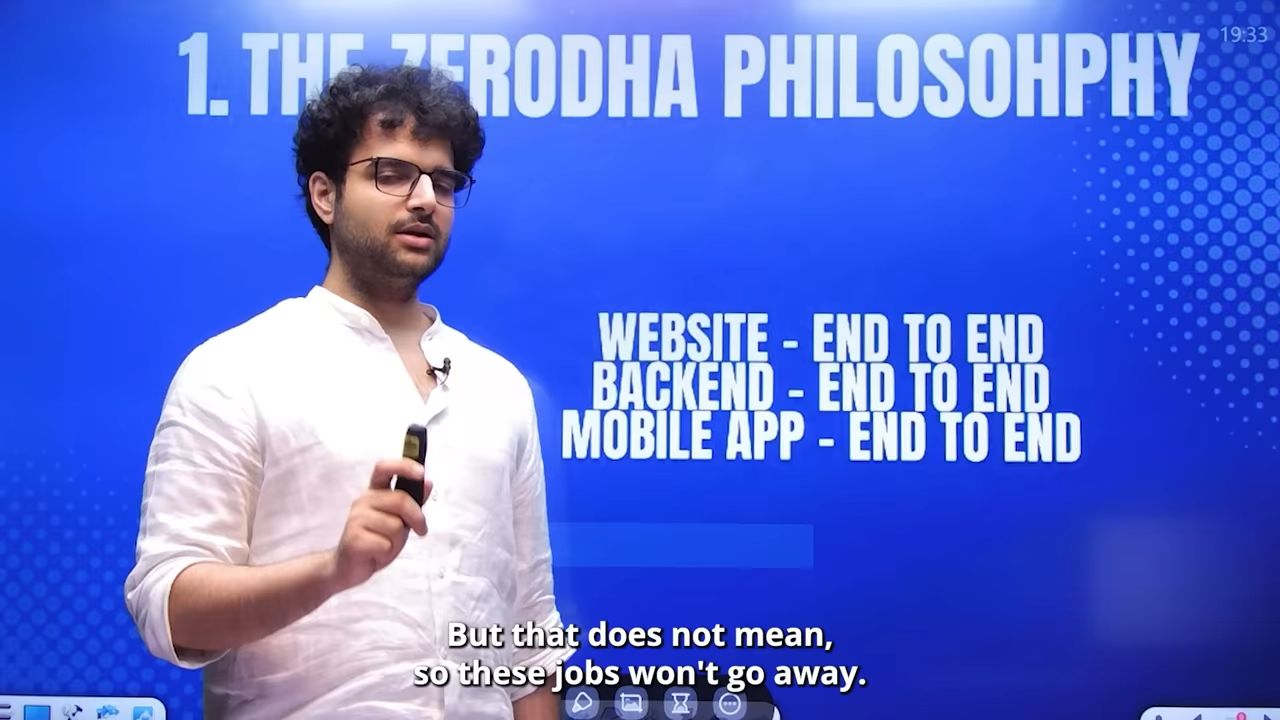 19:33
1. THE ZERODHA PHILOSOHPHY
WEBSITE - END TO END
BACKEND - END TO END
MOBILE APP - END TO END
But that does not mean,
so these jobs won't go away.